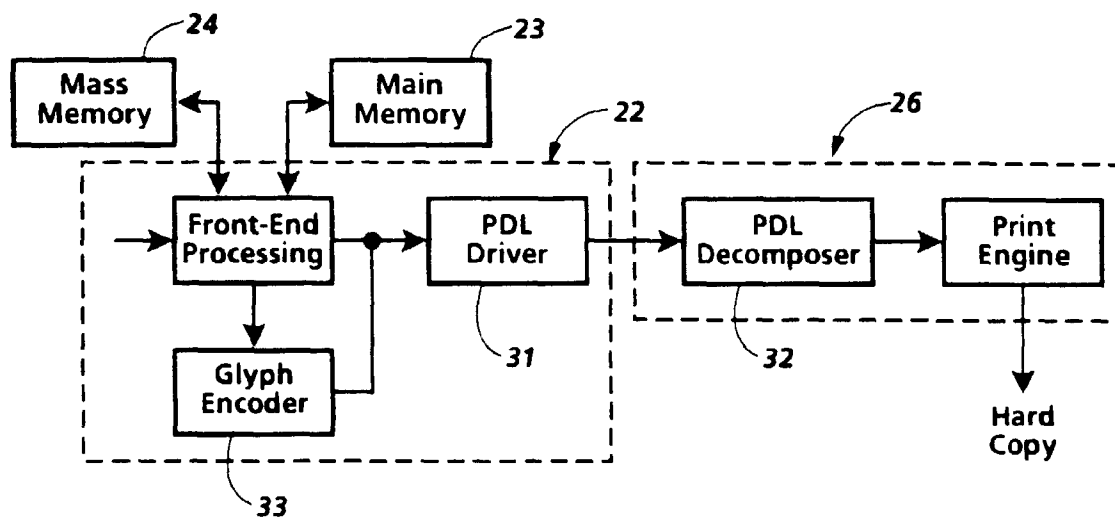 24
23
Mass
Memory
Main
Memory
22
26
Front-End
Processing
PDL
Driver
PDL
Decomposer
Print
Engine
31
32
Glyph
Encoder
Hard
Copy
33